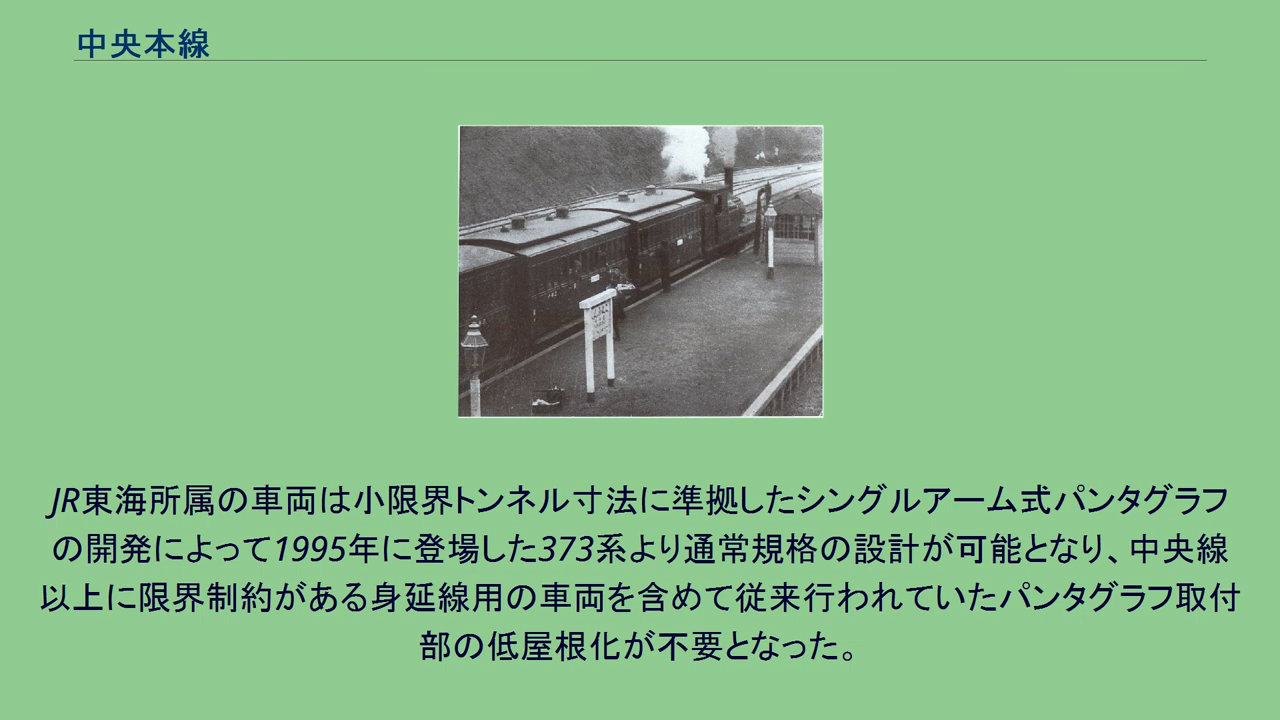 中央本線
JR東海所属の車両は小限界トンネル寸法に準拠したシングルアーム式パンタグラフ
の開発によって1995年に登場した373系より通常規格の設計が可能となり、中央線
以上に限界制約がある身延線用の車両を含めて従来行われていたパンタグラフ取付
部の低屋根化が不要となった。